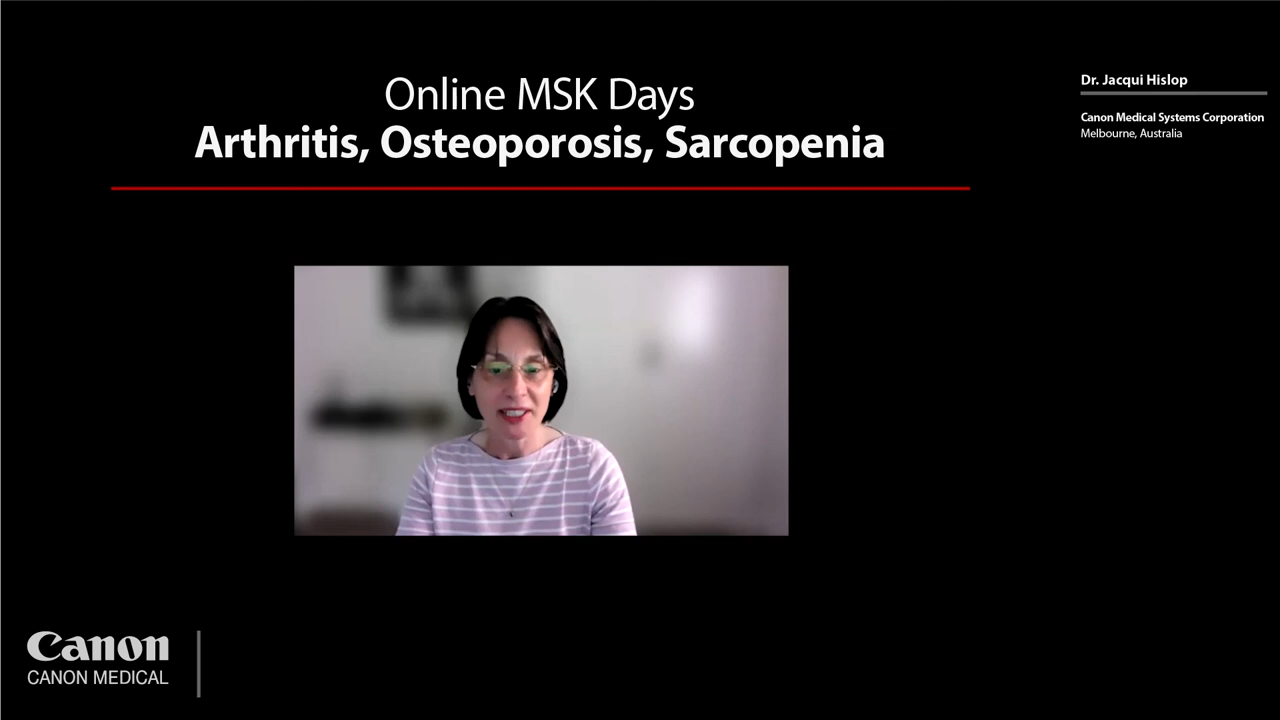 Online MSK Days
Arthritis, Osteoporosis, Sarcopenia
Dr. Jacqui Hislop
Canon Medical Systems Corporation
Melbourne, Australia
Canon
CANON MEDICAL